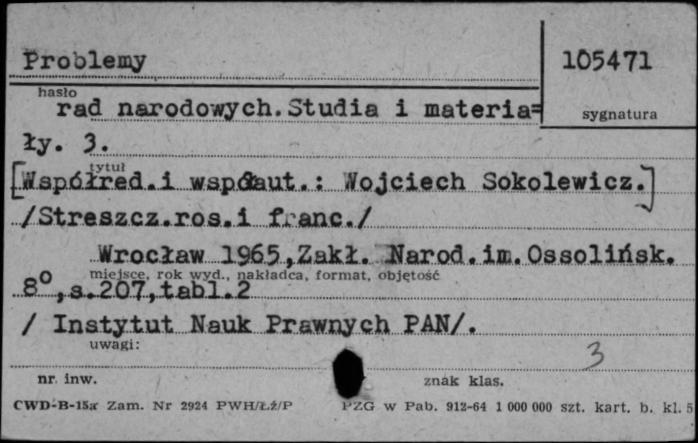 Problemy
105471
hasło
rad narodowych.Studia i materia=
sygnatura
ły. 3.
tytuł
[Współred.i współaut.: Wojciech Sokolewicz.]
/Streszcz.ros.i franc./
Wrocław 1965,Zakł. Narod.im.Ossolińsk.
miejsce, rok wyd., nakładca, format, objętość
8°,s.207,tabl.2
/ Instytut Nauk Prawnych PAN/.
uwagi:
3
nr. inw.
znak klas.
CWD-B-15a Zam. Nr 2924 PWH/Łź/P PZG w Pab. 912-64 1 000 000 szt. kart. b. kl. 5